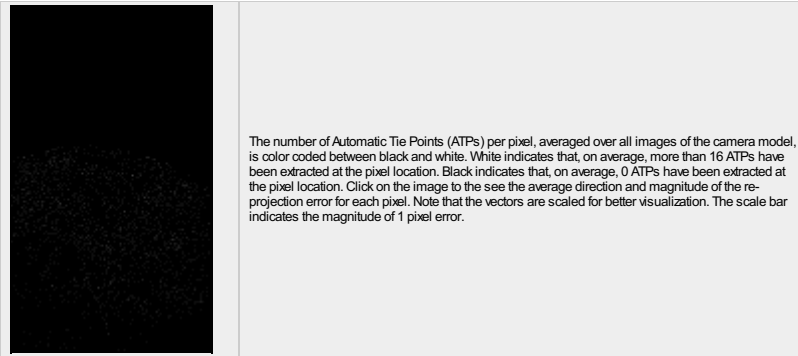 The number of Automatic Tie Points (ATPs) per pixel, averaged over all images of the camera model,
is color coded between black and white. White indicates that, on average, more than 16 ATPs have
been extracted at the pixel location. Black indicates that, on average, 0 ATPs have been extracted at
the pixel location. Click on the image to the see the average direction and magnitude of the re-
projection error for each pixel. Note that the vectors are scaled for better visualization. The scale bar
indicates the magnitude of 1 pixel error.